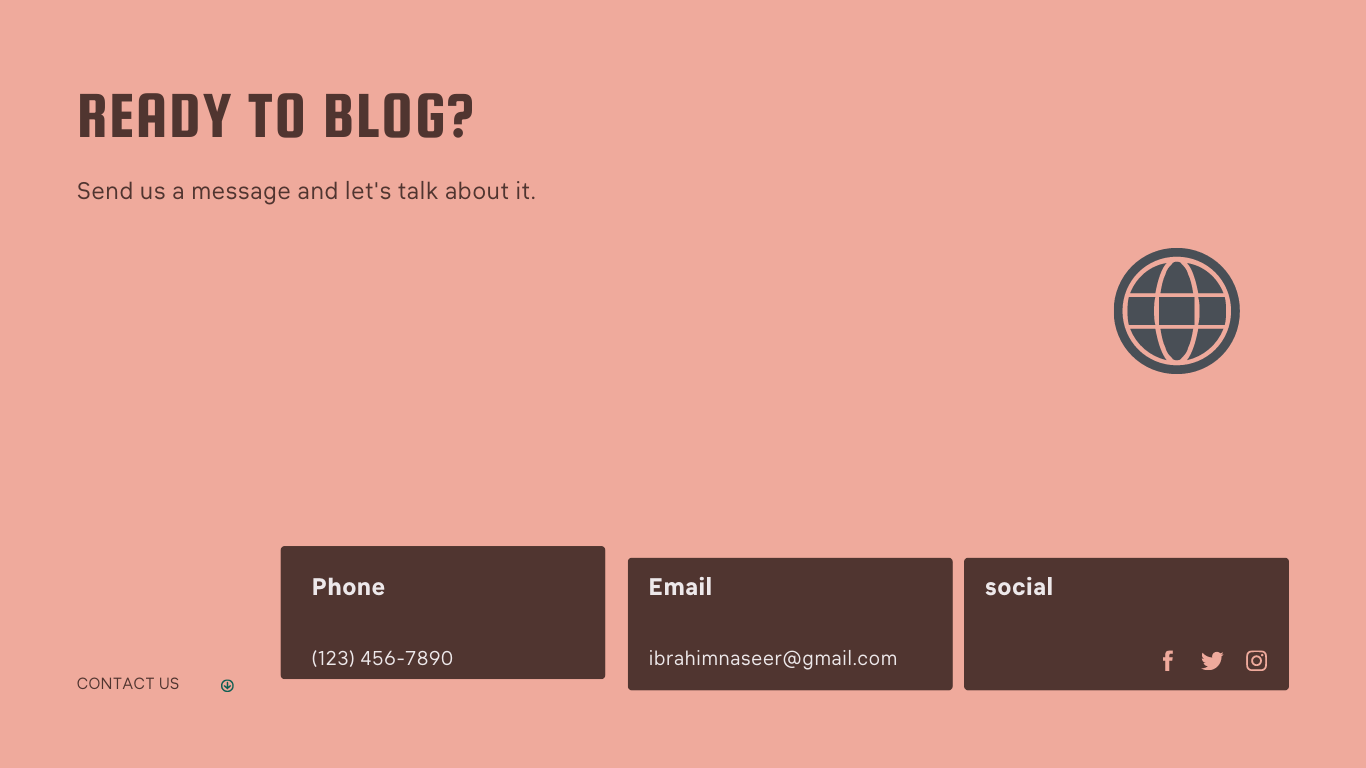 READY TO BLOG?
Send us a message and let's talk about it.
Phone
(123) 456-7890
Email
ibrahimnaseer@gmail.com
social
CONTACT US